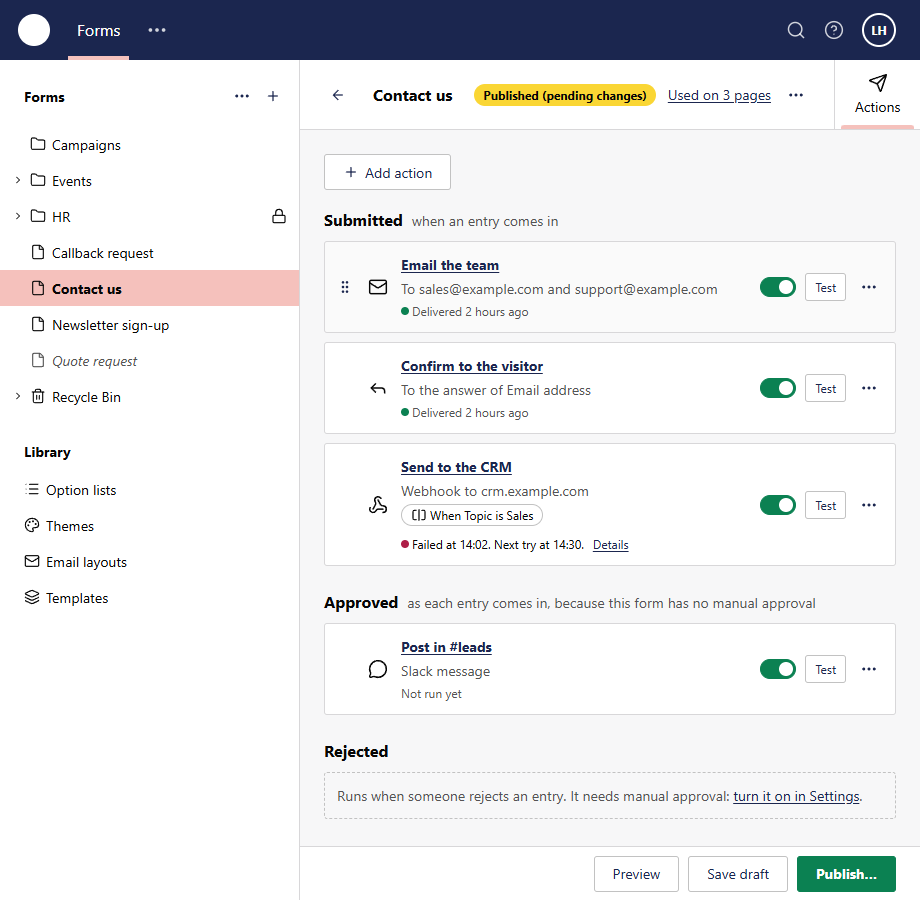 Forms
LH
Forms
Campaigns
Events
HR
Callback request
Contact us
Newsletter sign-up
Quote request
Recycle Bin
Library
Option lists
Themes
Email layouts
Templates
Contact us
Published (pending changes)
Used on 3 pages
Actions
Add action
Submitted when an entry comes in
Email the team
To sales@example.com and support@example.com
Delivered 2 hours ago
Test
Confirm to the visitor
To the answer of Email address
Delivered 2 hours ago
Test
Send to the CRM
Webhook to crm.example.com
When Topic is Sales
Failed at 14:02. Next try at 14:30. Details
Test
Approved as each entry comes in, because this form has no manual approval
Post in #leads
Slack message
Not run yet
Test
Rejected
Runs when someone rejects an entry. It needs manual approval: turn it on in Settings.
Preview
Save draft
Publish...